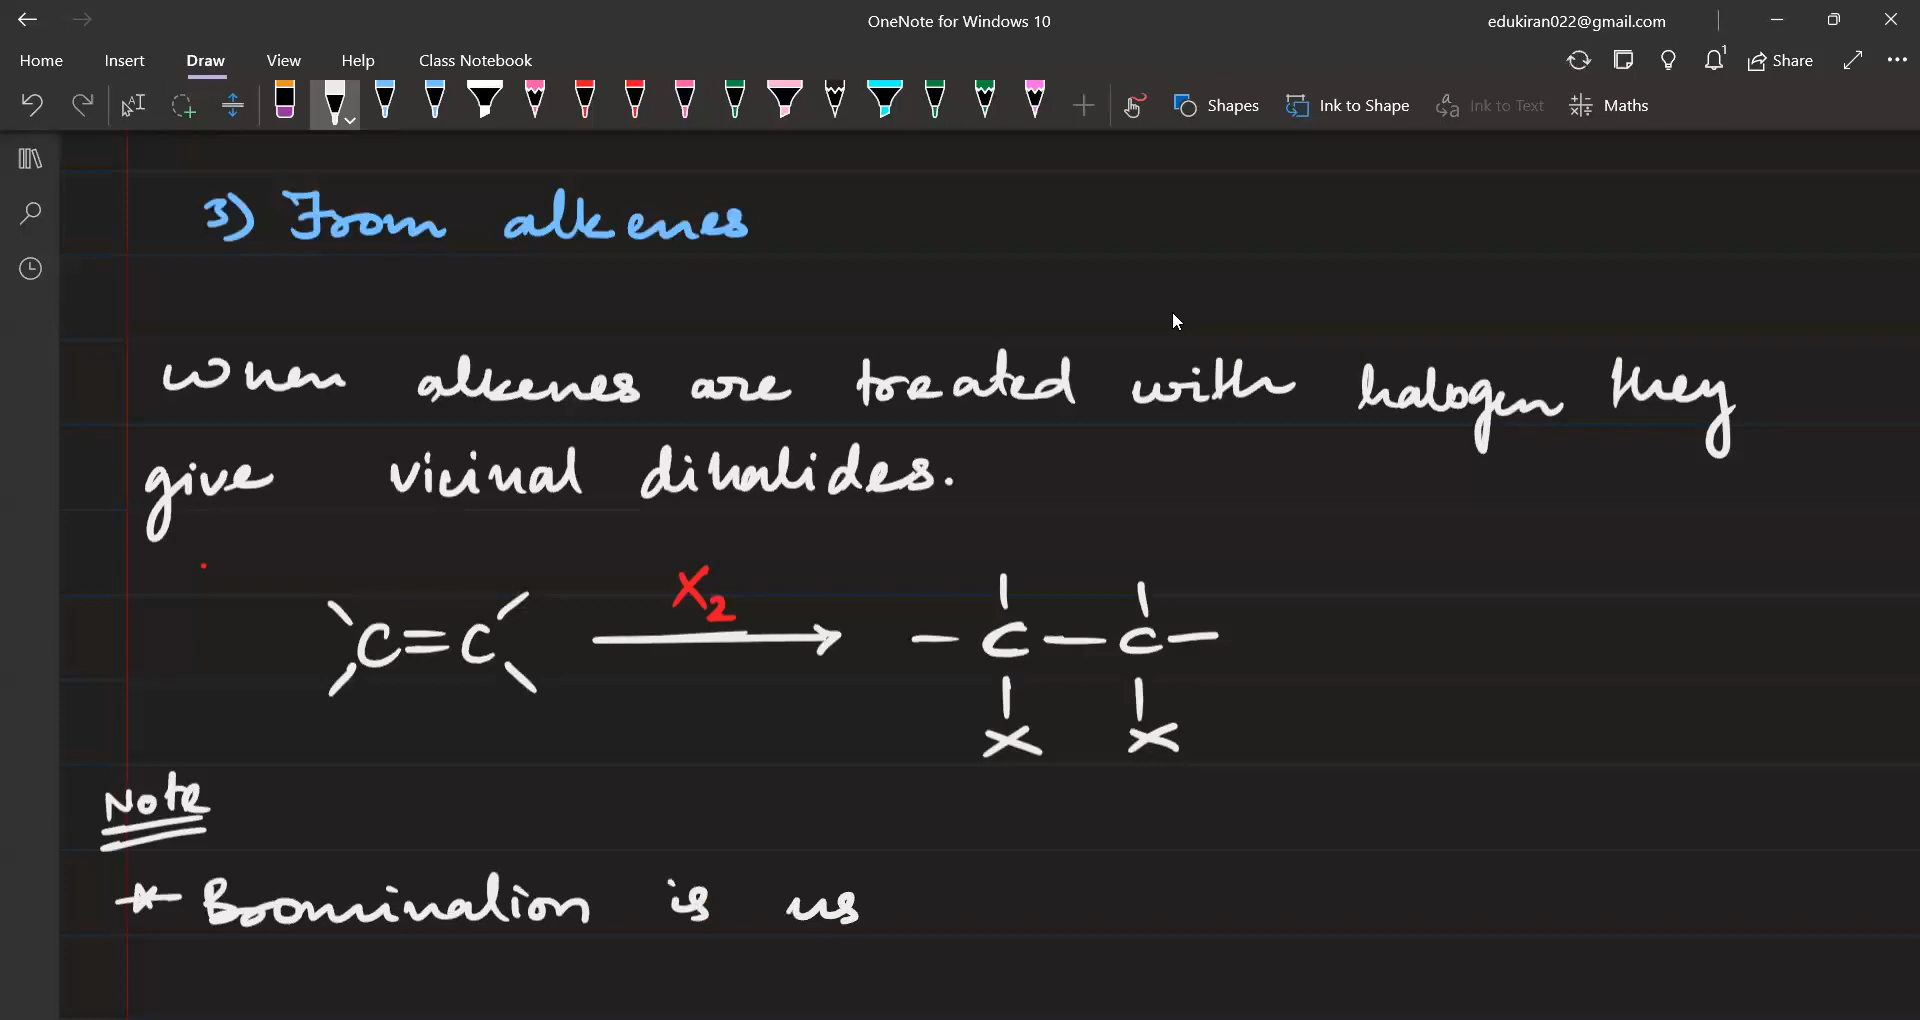 OneNote for Windows 10
edukiran022@gmail.com
Home Insert Draw View Help Class Notebook
1 Share
Shapes Ink to Shape Ink to Text Maths
3) From alkenes
When alkenes are treated with halogen they
give vicinal dihalides.
X2
C=C → - C - C -
X X
Note
* Bromination is us